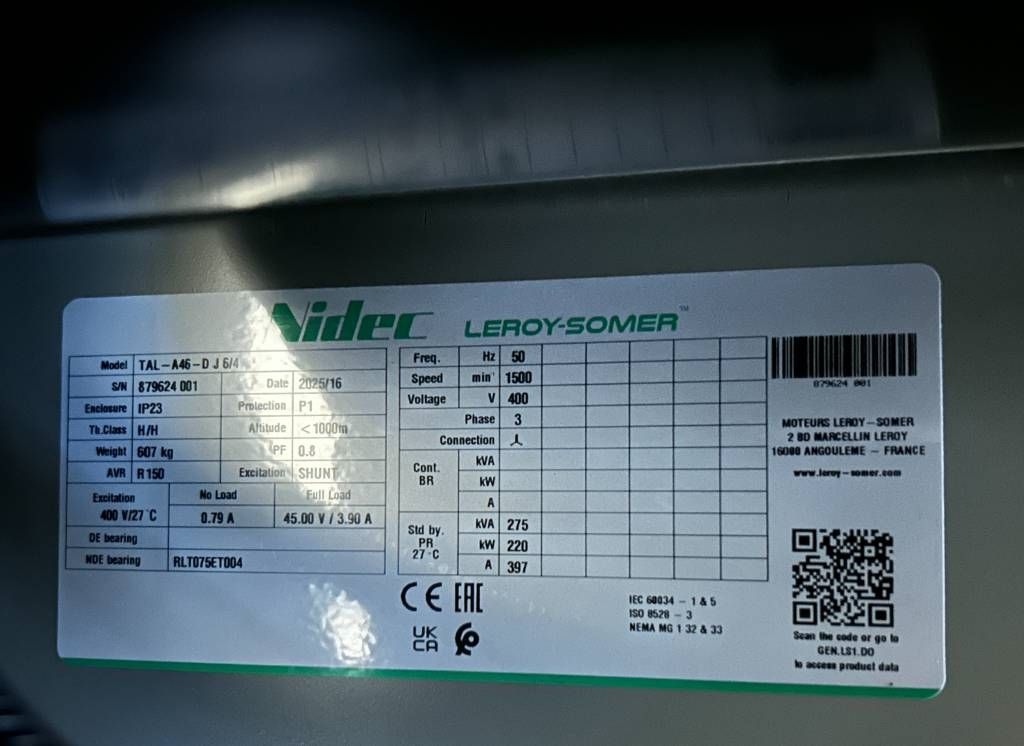 Nidec LEROY-SOMER™
Model TAL-A46-D J 6/4
S/N 879624 001 Date 2025/16
Enclosure IP23 Protection P1
Th.Class H/H Altitude <1000m
Weight 607 kg PF 0.8
AVR R150 Excitation SHUNT
Excitation 400 V/27°C No Load Full Load
0.79 A 45.00 V / 3.90 A
DE bearing
NDE bearing RLT075ET004
Freq. Hz 50
Speed min⁻¹ 1500
Voltage V 400
Phase 3
Connection
Cont. BR kVA
kW
A
Std by. PR 27°C kVA 275
kW 220
A 397
CE EAC
UK CA
IEC 60034 - 1 & 5
ISO 8528 - 3
NEMA MG 1 32 & 33
879624 001
MOTEURS LEROY-SOMER
2 BD MARCELLIN LEROY
16000 ANGOULEME - FRANCE
www.leroy-somer.com
Scan the code or go to
GEN.LS1.DO
to access product data